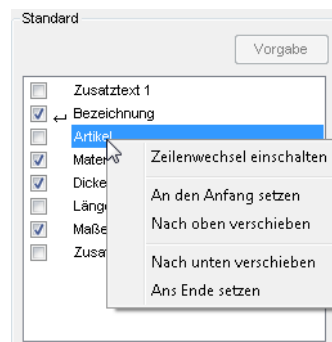 Standard
Vorgabe
Zusatztext 1
Bezeichnung
Artikel
Mater
Zeilenwechsel einschalten
Dicke
An den Anfang setzen
Läng
Nach oben verschieben
Maße
Zusa
Nach unten verschieben
Ans Ende setzen